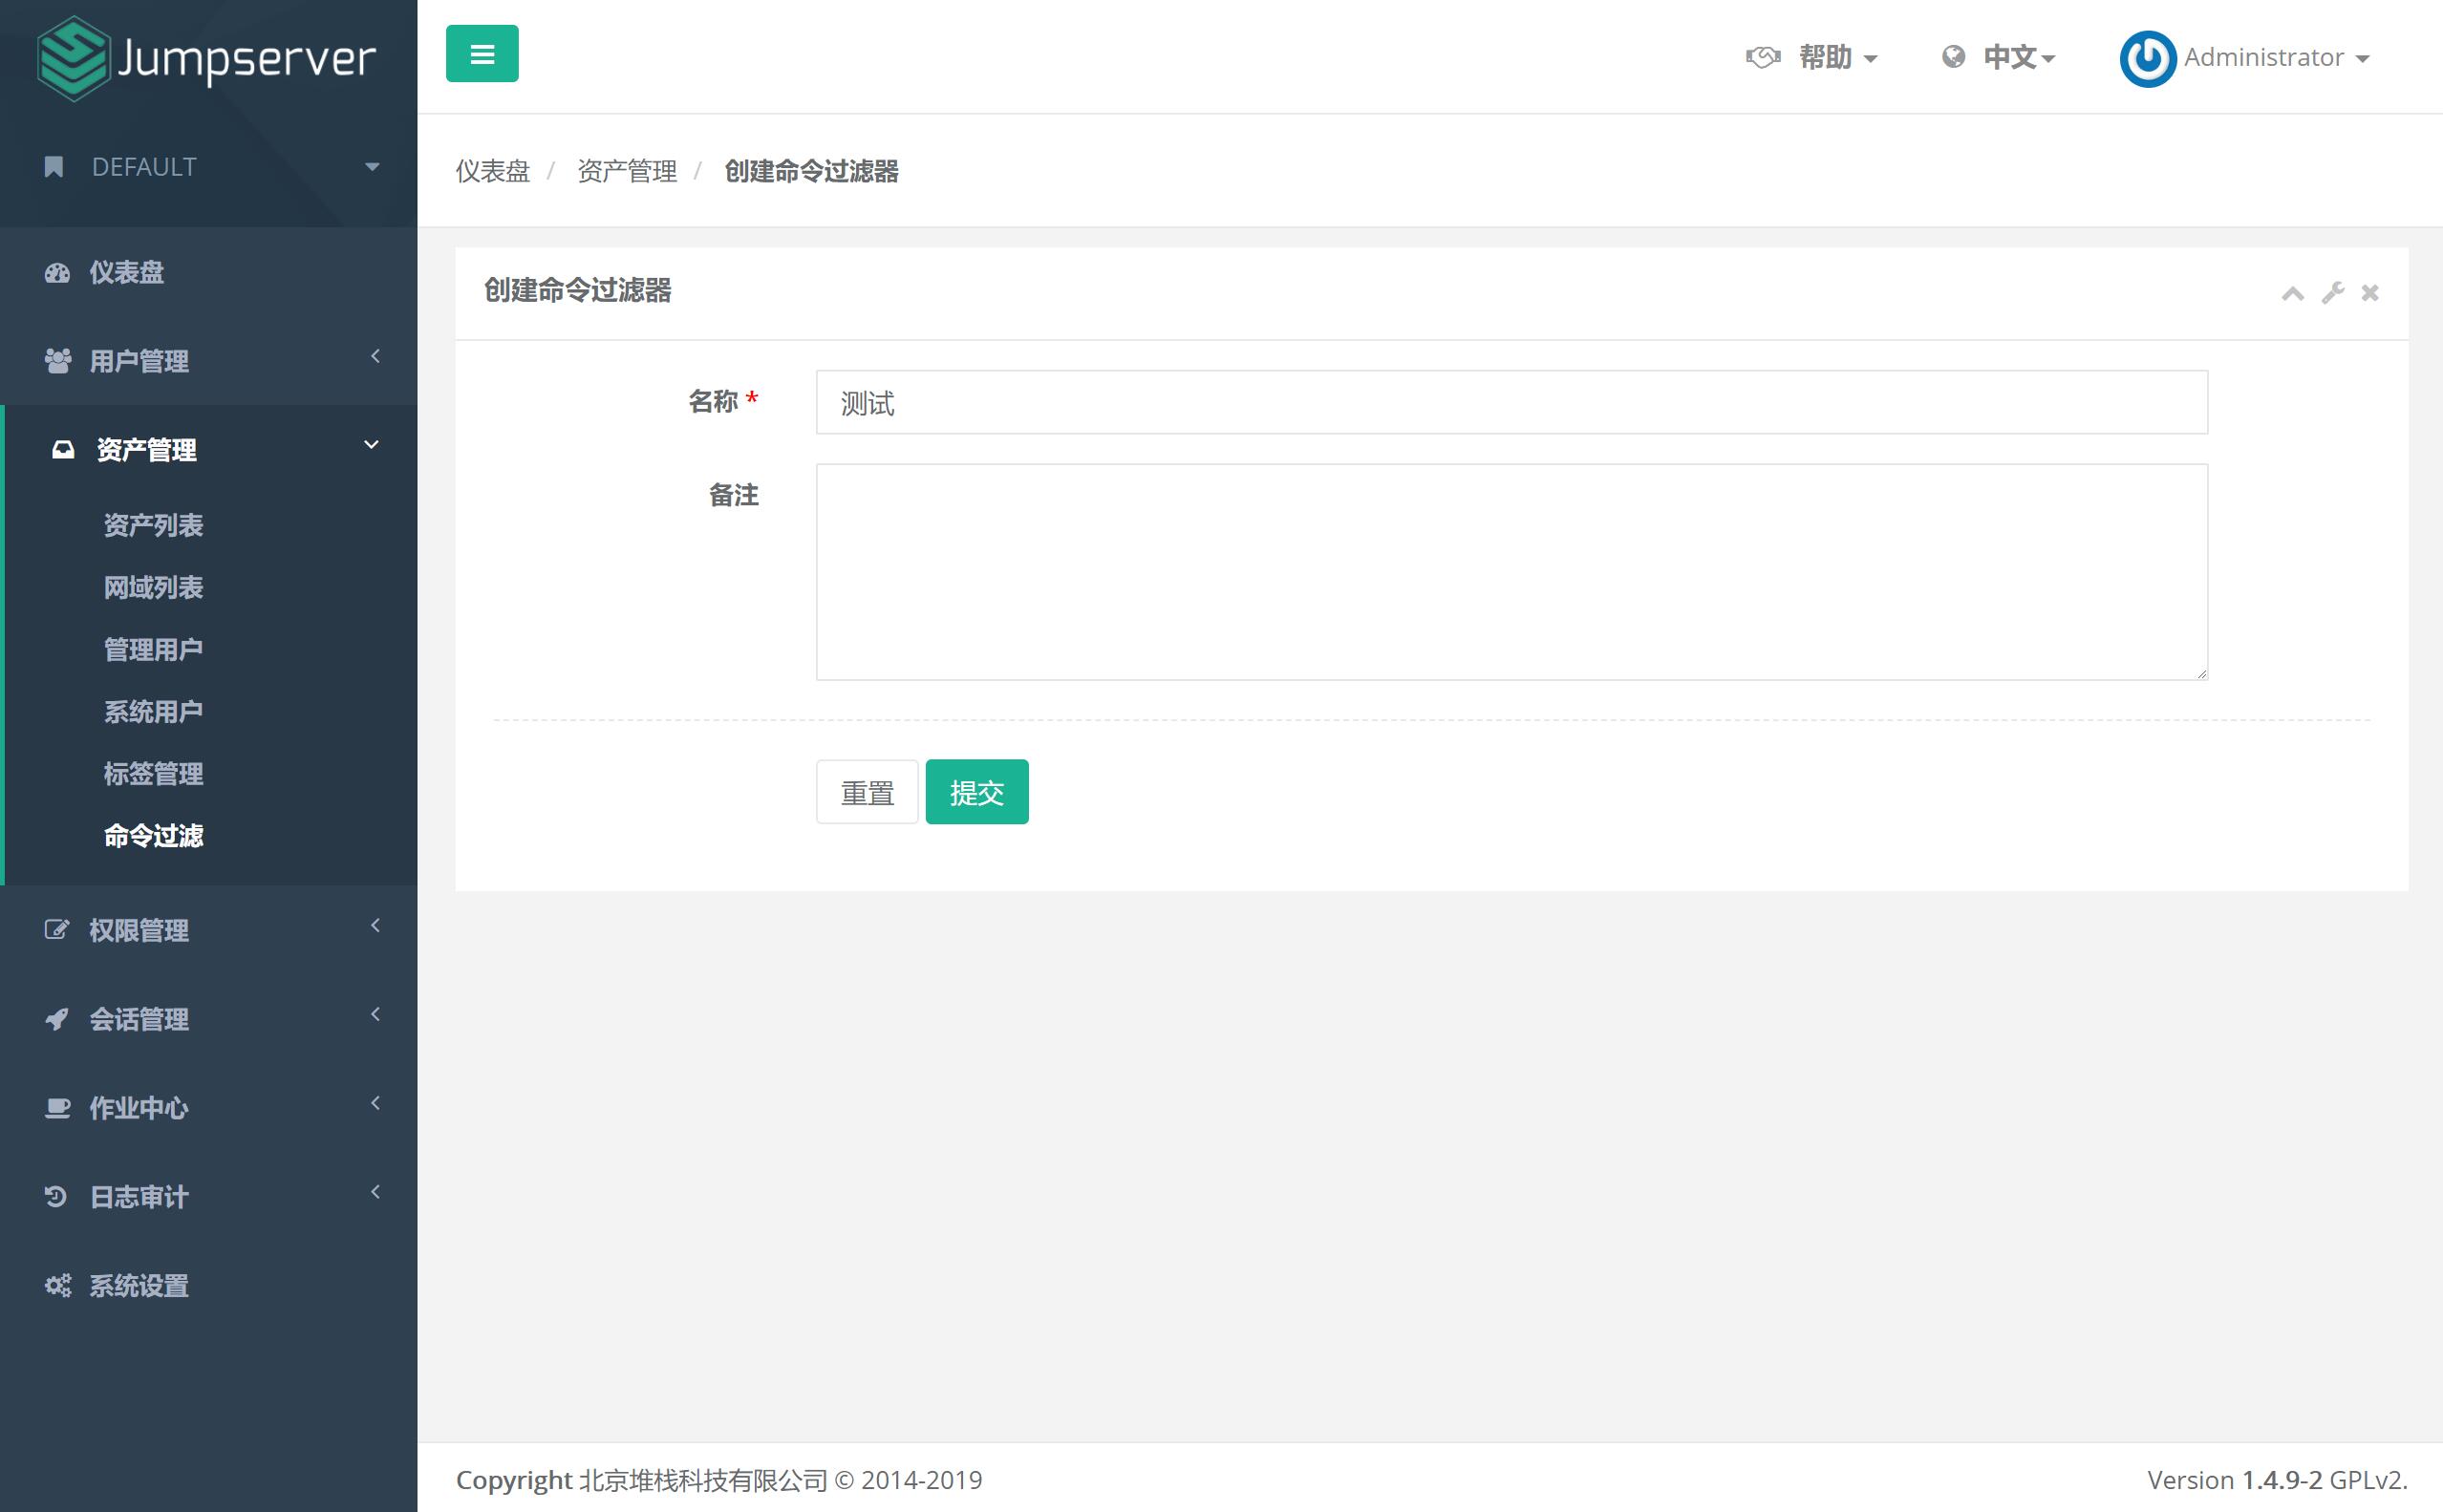 Jumpserver
帮助
中文
Administrator
DEFAULT
仪表盘 / 资产管理 / 创建命令过滤器
仪表盘
用户管理
资产管理
资产列表
网域列表
管理用户
系统用户
标签管理
命令过滤
权限管理
会话管理
作业中心
日志审计
系统设置
创建命令过滤器
名称 *
测试
备注
重置
提交
Copyright 北京堆栈科技有限公司 © 2014-2019
Version 1.4.9-2 GPLv2.